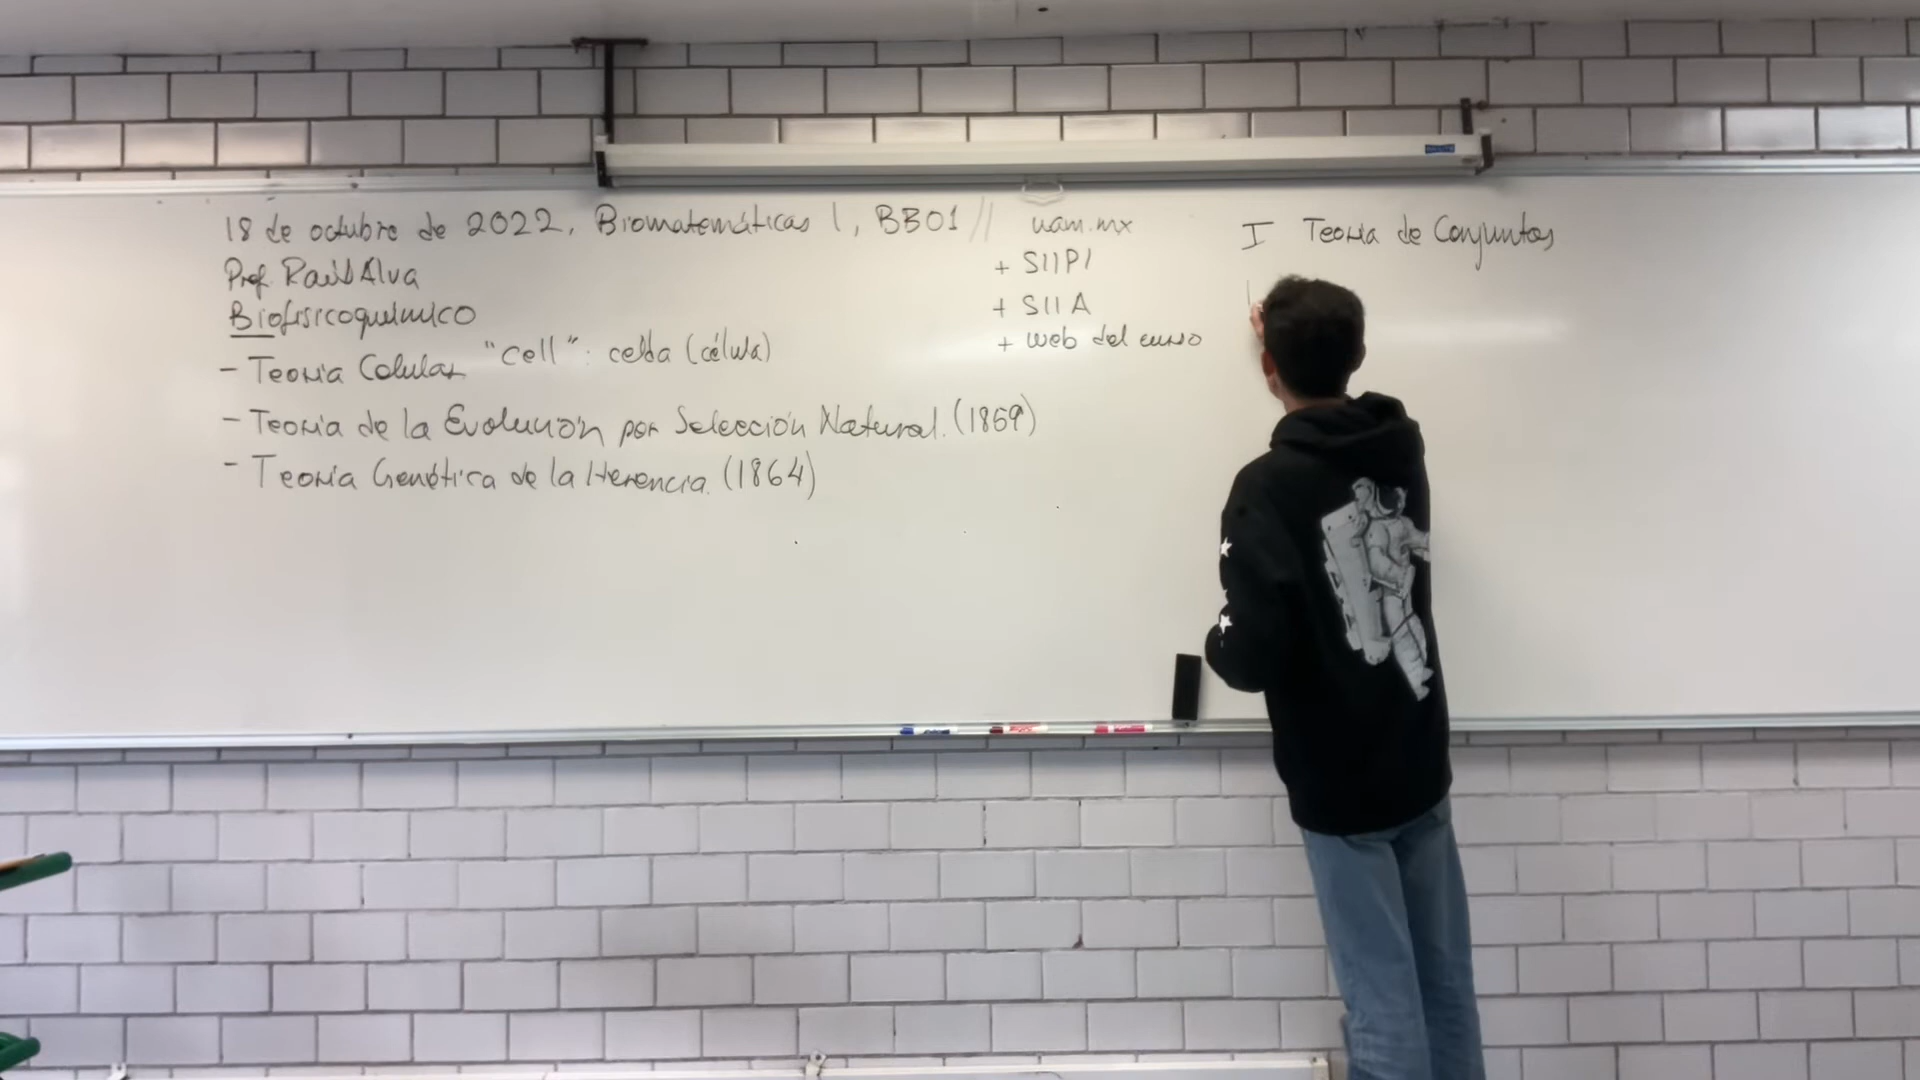 18 de octubre de 2022, Biomatemáticas I, BB01 //
Prof. Raúl Alva
Biofisicoquímico
- Teoría Celular "cell": celda (célula)
- Teoría de la Evolución por Selección Natural. (1859)
- Teoría Genética de la Herencia. (1864)
uam.mx
+ SIIPI
+ SIIA
+ web del curso
I Teoría de Conjuntos